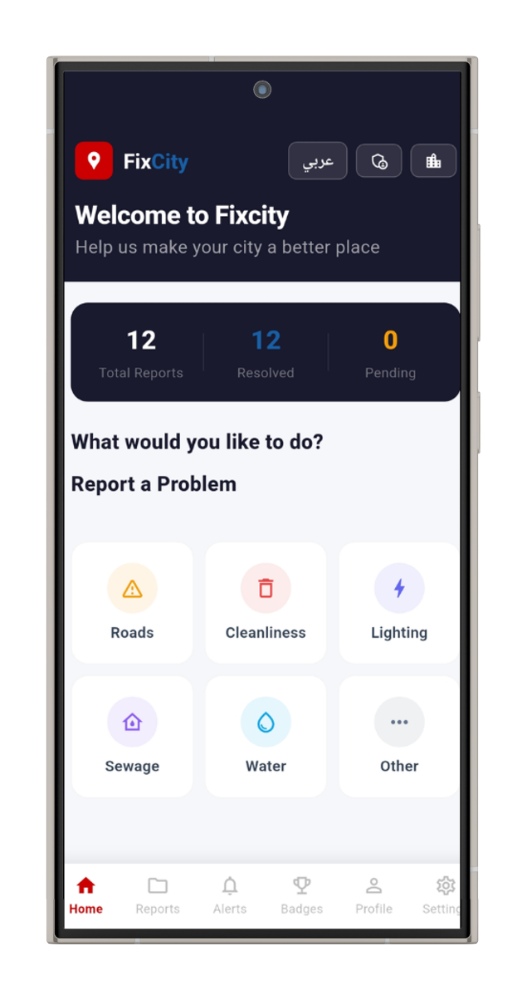 FixCity
عربي
Welcome to Fixcity
Help us make your city a better place
12 12 0
Total Reports Resolved Pending
What would you like to do?
Report a Problem
Roads Cleanliness Lighting
Sewage Water Other
Home Reports Alerts Badges Profile Setting